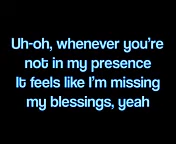 Uh-oh, whenever you're
not in my presence
It feels like I'm missing
my blessings, yeah